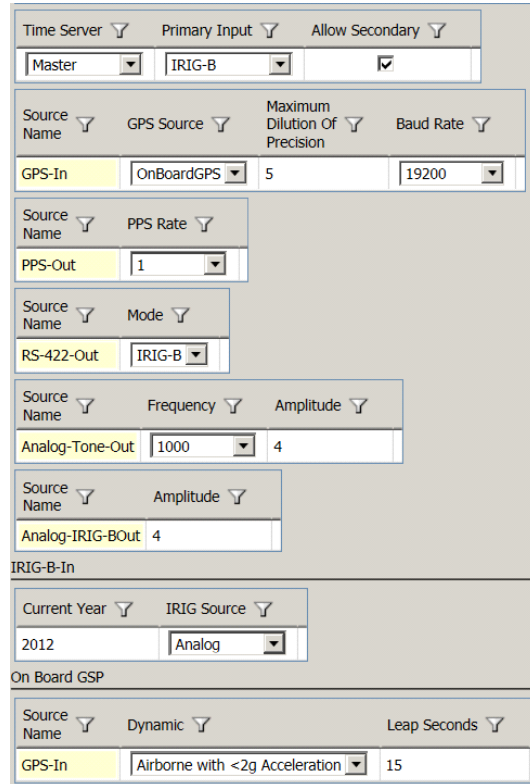 Time Server Primary Input Allow Secondary
Master IRIG-B
Source Name GPS Source Maximum Dilution Of Precision Baud Rate
GPS-In OnBoardGPS 5 19200
Source Name PPS Rate
PPS-Out 1
Source Name Mode
RS-422-Out IRIG-B
Source Name Frequency Amplitude
Analog-Tone-Out 1000 4
Source Name Amplitude
Analog-IRIG-BOut 4
IRIG-B-In
Current Year IRIG Source
2012 Analog
On Board GSP
Source Name Dynamic Leap Seconds
GPS-In Airborne with <2g Acceleration 15